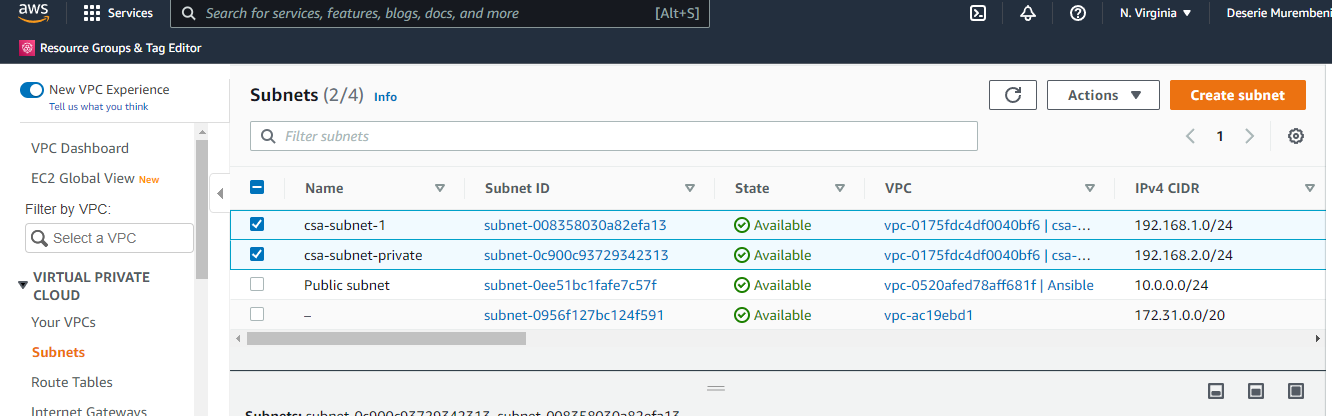 aws Services Search for services, features, blogs, docs, and more [Alt+S] N. Virginia Deserie Murembeni
Resource Groups & Tag Editor
New VPC Experience
Tell us what you think
VPC Dashboard
EC2 Global View New
Filter by VPC:
Select a VPC
VIRTUAL PRIVATE
CLOUD
Your VPCs
Subnets
Route Tables
Internet Gateways
Subnets (2/4) Info Actions Create subnet
Filter subnets 1
Name Subnet ID State VPC IPv4 CIDR
csa-subnet-1 subnet-008358030a82efa13 Available vpc-0175fdc4df0040bf6 | csa-... 192.168.1.0/24
csa-subnet-private subnet-0c900c93729342313 Available vpc-0175fdc4df0040bf6 | csa-... 192.168.2.0/24
Public subnet subnet-0ee51bc1fafe7c57f Available vpc-0520afed78aff681f | Ansible 10.0.0.0/24
– subnet-0956f127bc124f591 Available vpc-ac19ebd1 172.31.0.0/20
Subnets: subnet-0c900c93729342313, subnet-008358030a82efa13